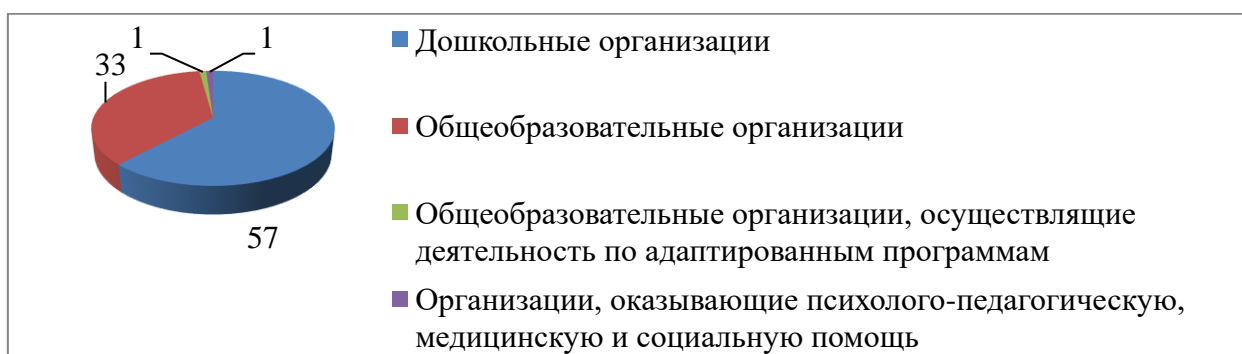 1
1
33
57
Дошкольные организации
Общеобразовательные организации
Общеобразовательные организации, осуществлящие
деятельность по адаптированным программам
Организации, оказывающие психолого-педагогическую,
медицинскую и социальную помощь